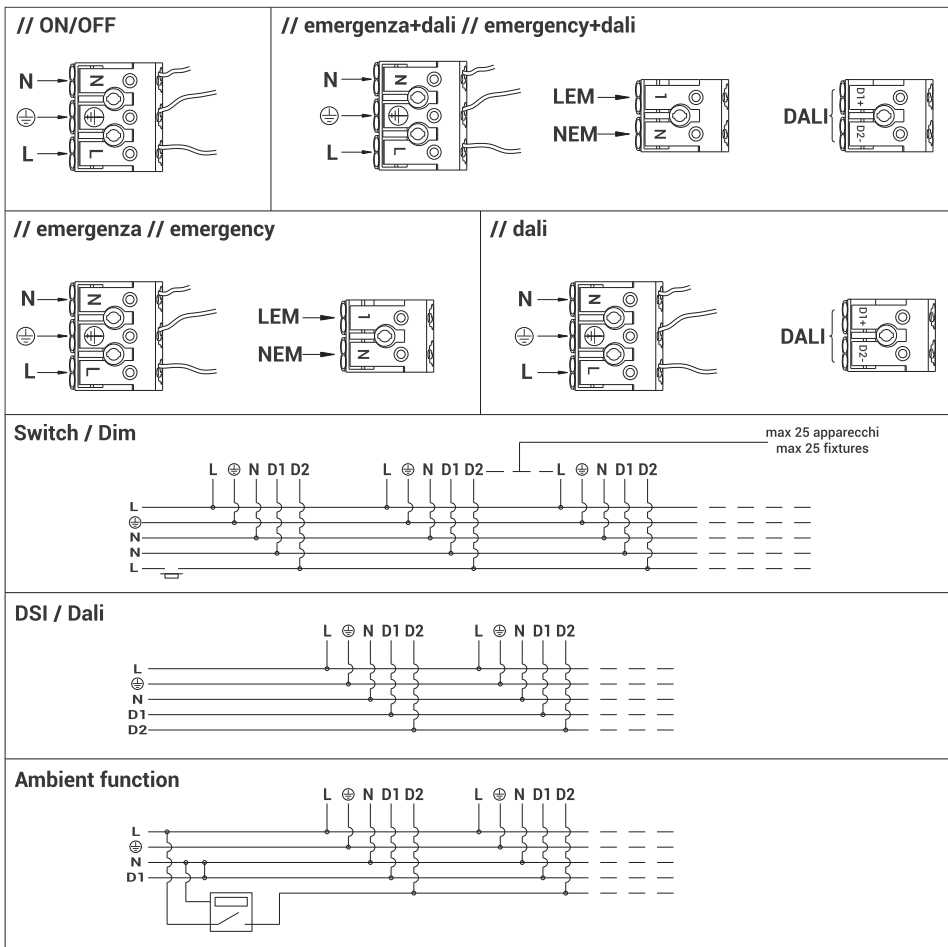 // ON/OFF
N
L
N
L
// emergenza+dali // emergency+dali
N
L
N
L
LEM
NEM
1
N
DALI
D1+
D2-
// emergenza // emergency
N
L
N
L
LEM
NEM
1
N
// dali
N
L
N
L
DALI
D1+
D2-
Switch / Dim
max 25 apparecchi
max 25 fixtures
L N D1 D2 L N D1 D2 L N D1 D2
L
N
N
L
DSI / Dali
L N D1 D2 L N D1 D2
L
N
D1
D2
Ambient function
L N D1 D2 L N D1 D2
L
N
D1